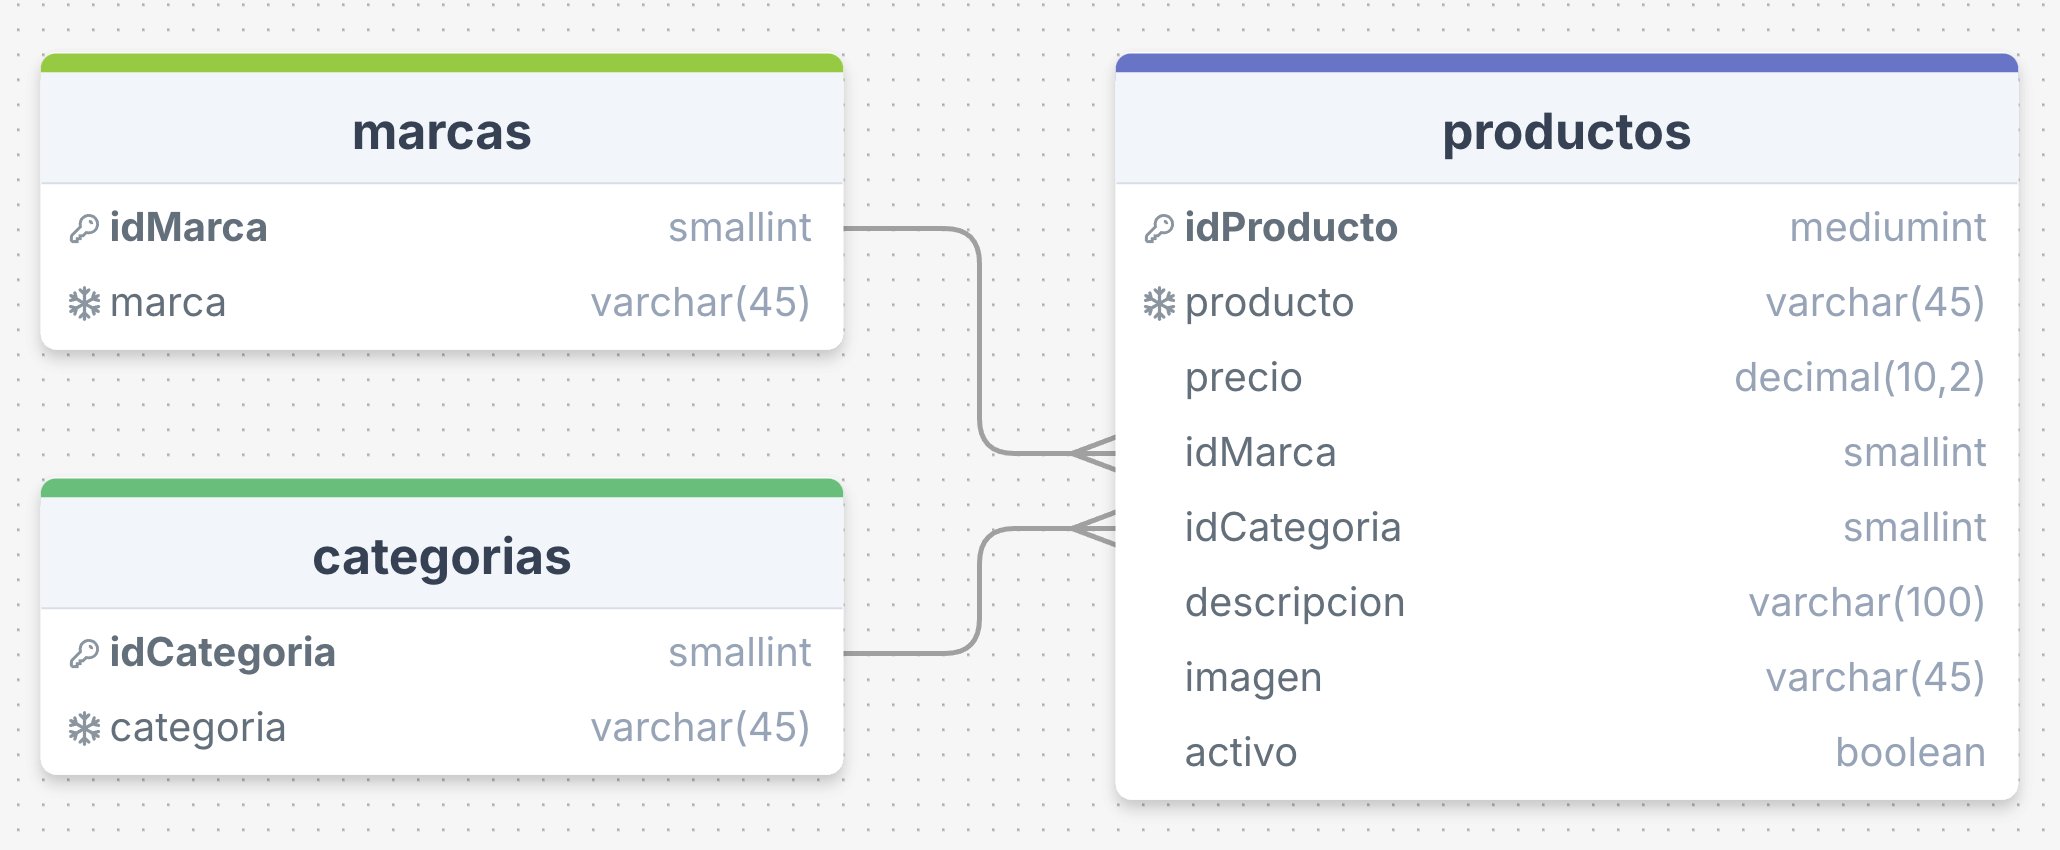 marcas
idMarca smallint
marca varchar(45)
categorias
idCategoria smallint
categoria varchar(45)
productos
idProducto mediumint
producto varchar(45)
precio decimal(10,2)
idMarca smallint
idCategoria smallint
descripcion varchar(100)
imagen varchar(45)
activo boolean